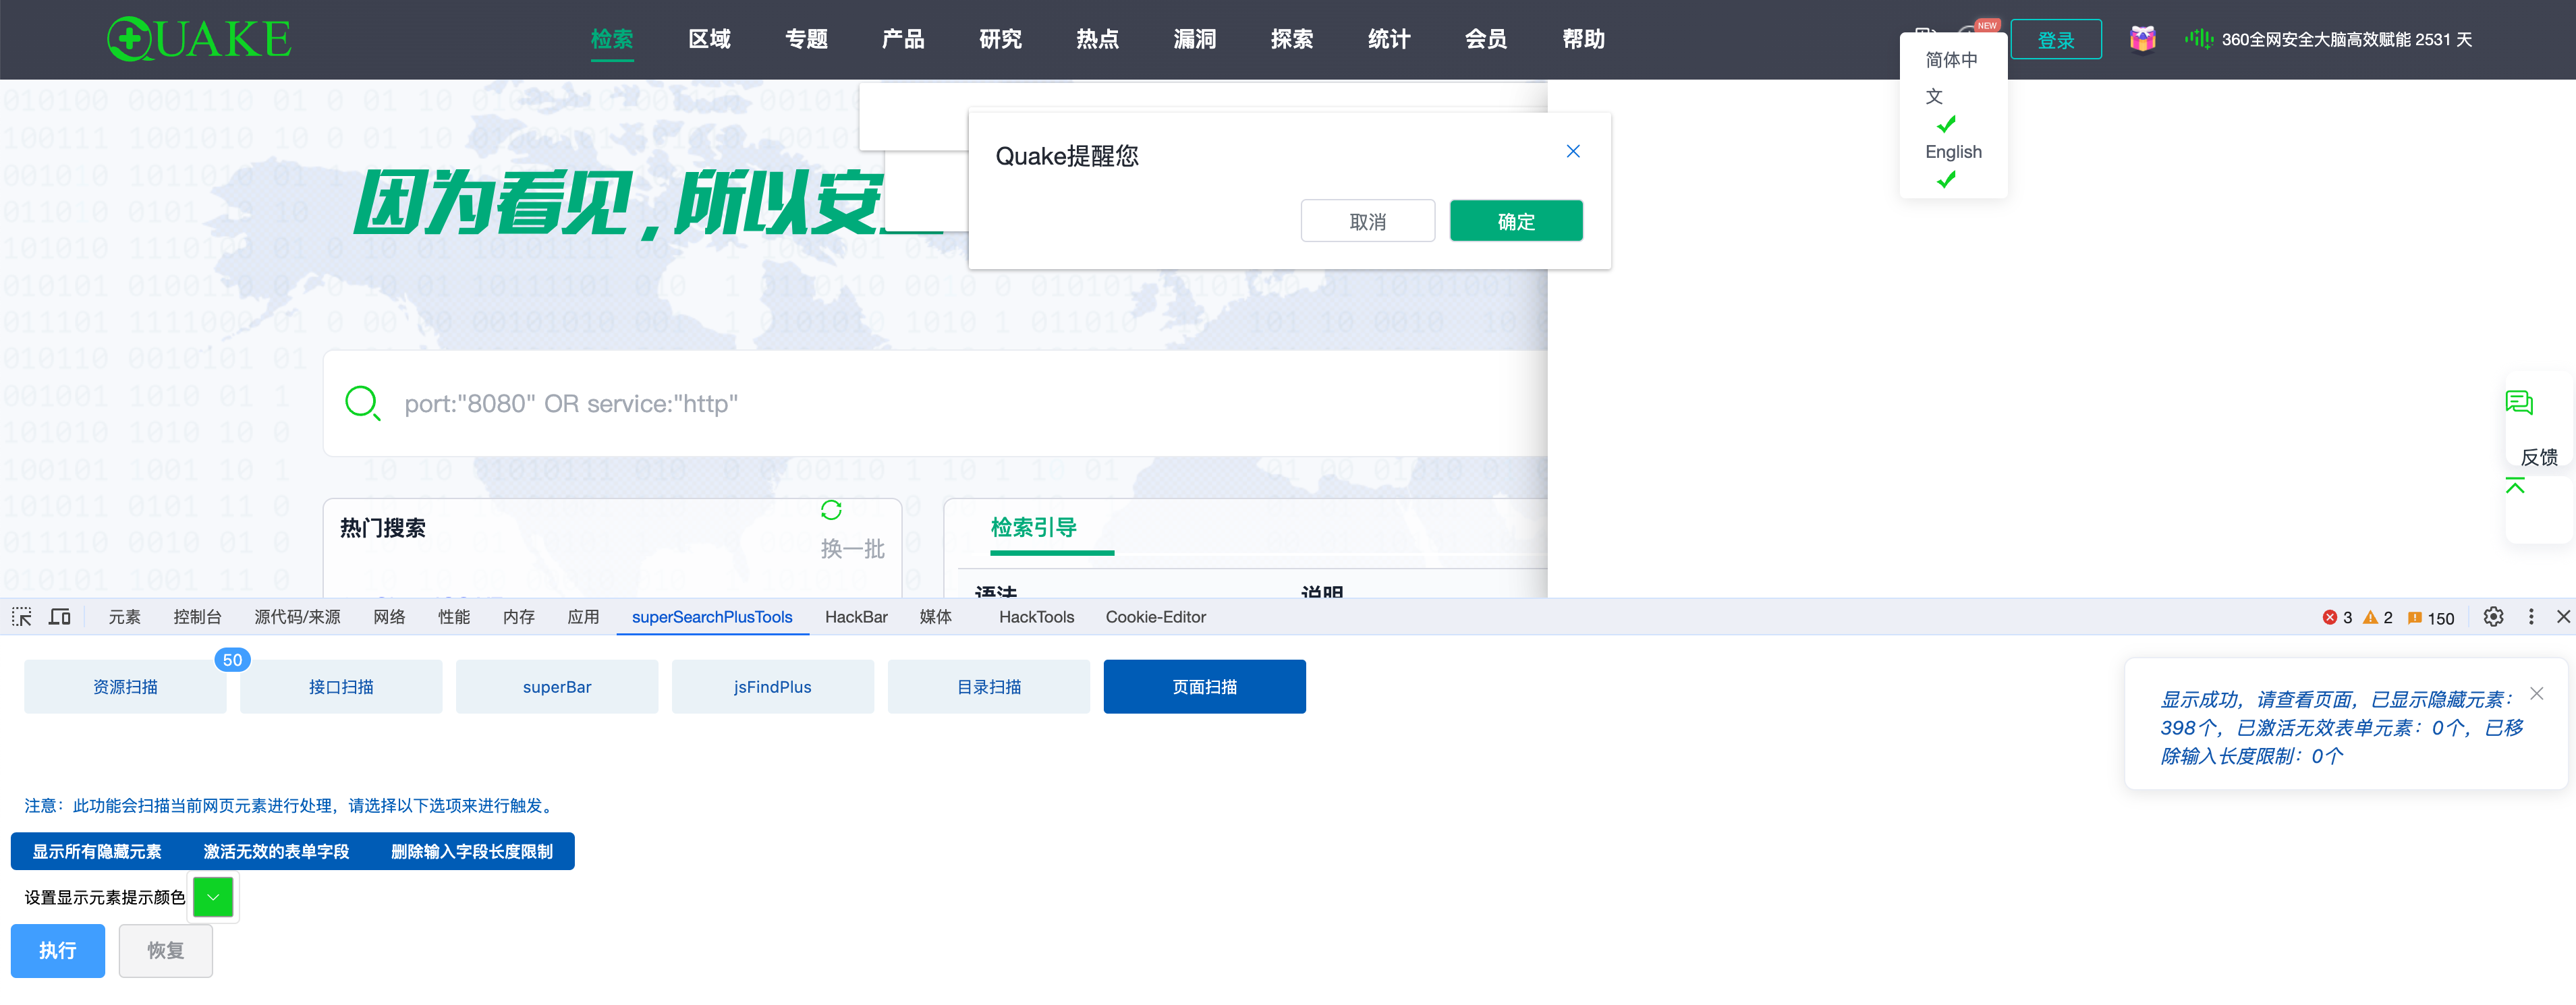 QUAKE
检索 区域 专题 产品 研究 热点 漏洞 探索 统计 会员 帮助
NEW
登录
360全网安全大脑高效赋能 2531 天
简体中
文
English
Quake提醒您
取消 确定
因为看见，所以安
port:"8080" OR service:"http"
反馈
热门搜索
换一批
检索引导
语法 说明
元素 控制台 源代码/来源 网络 性能 内存 应用 superSearchPlusTools HackBar 媒体 HackTools Cookie-Editor
3 2 150
50
资源扫描 接口扫描 superBar jsFindPlus 目录扫描 页面扫描
显示成功，请查看页面，已显示隐藏元素：
398个，已激活无效表单元素：0个，已移
除输入长度限制：0个
注意：此功能会扫描当前网页元素进行处理，请选择以下选项来进行触发。
显示所有隐藏元素 激活无效的表单字段 删除输入字段长度限制
设置显示元素提示颜色
执行 恢复